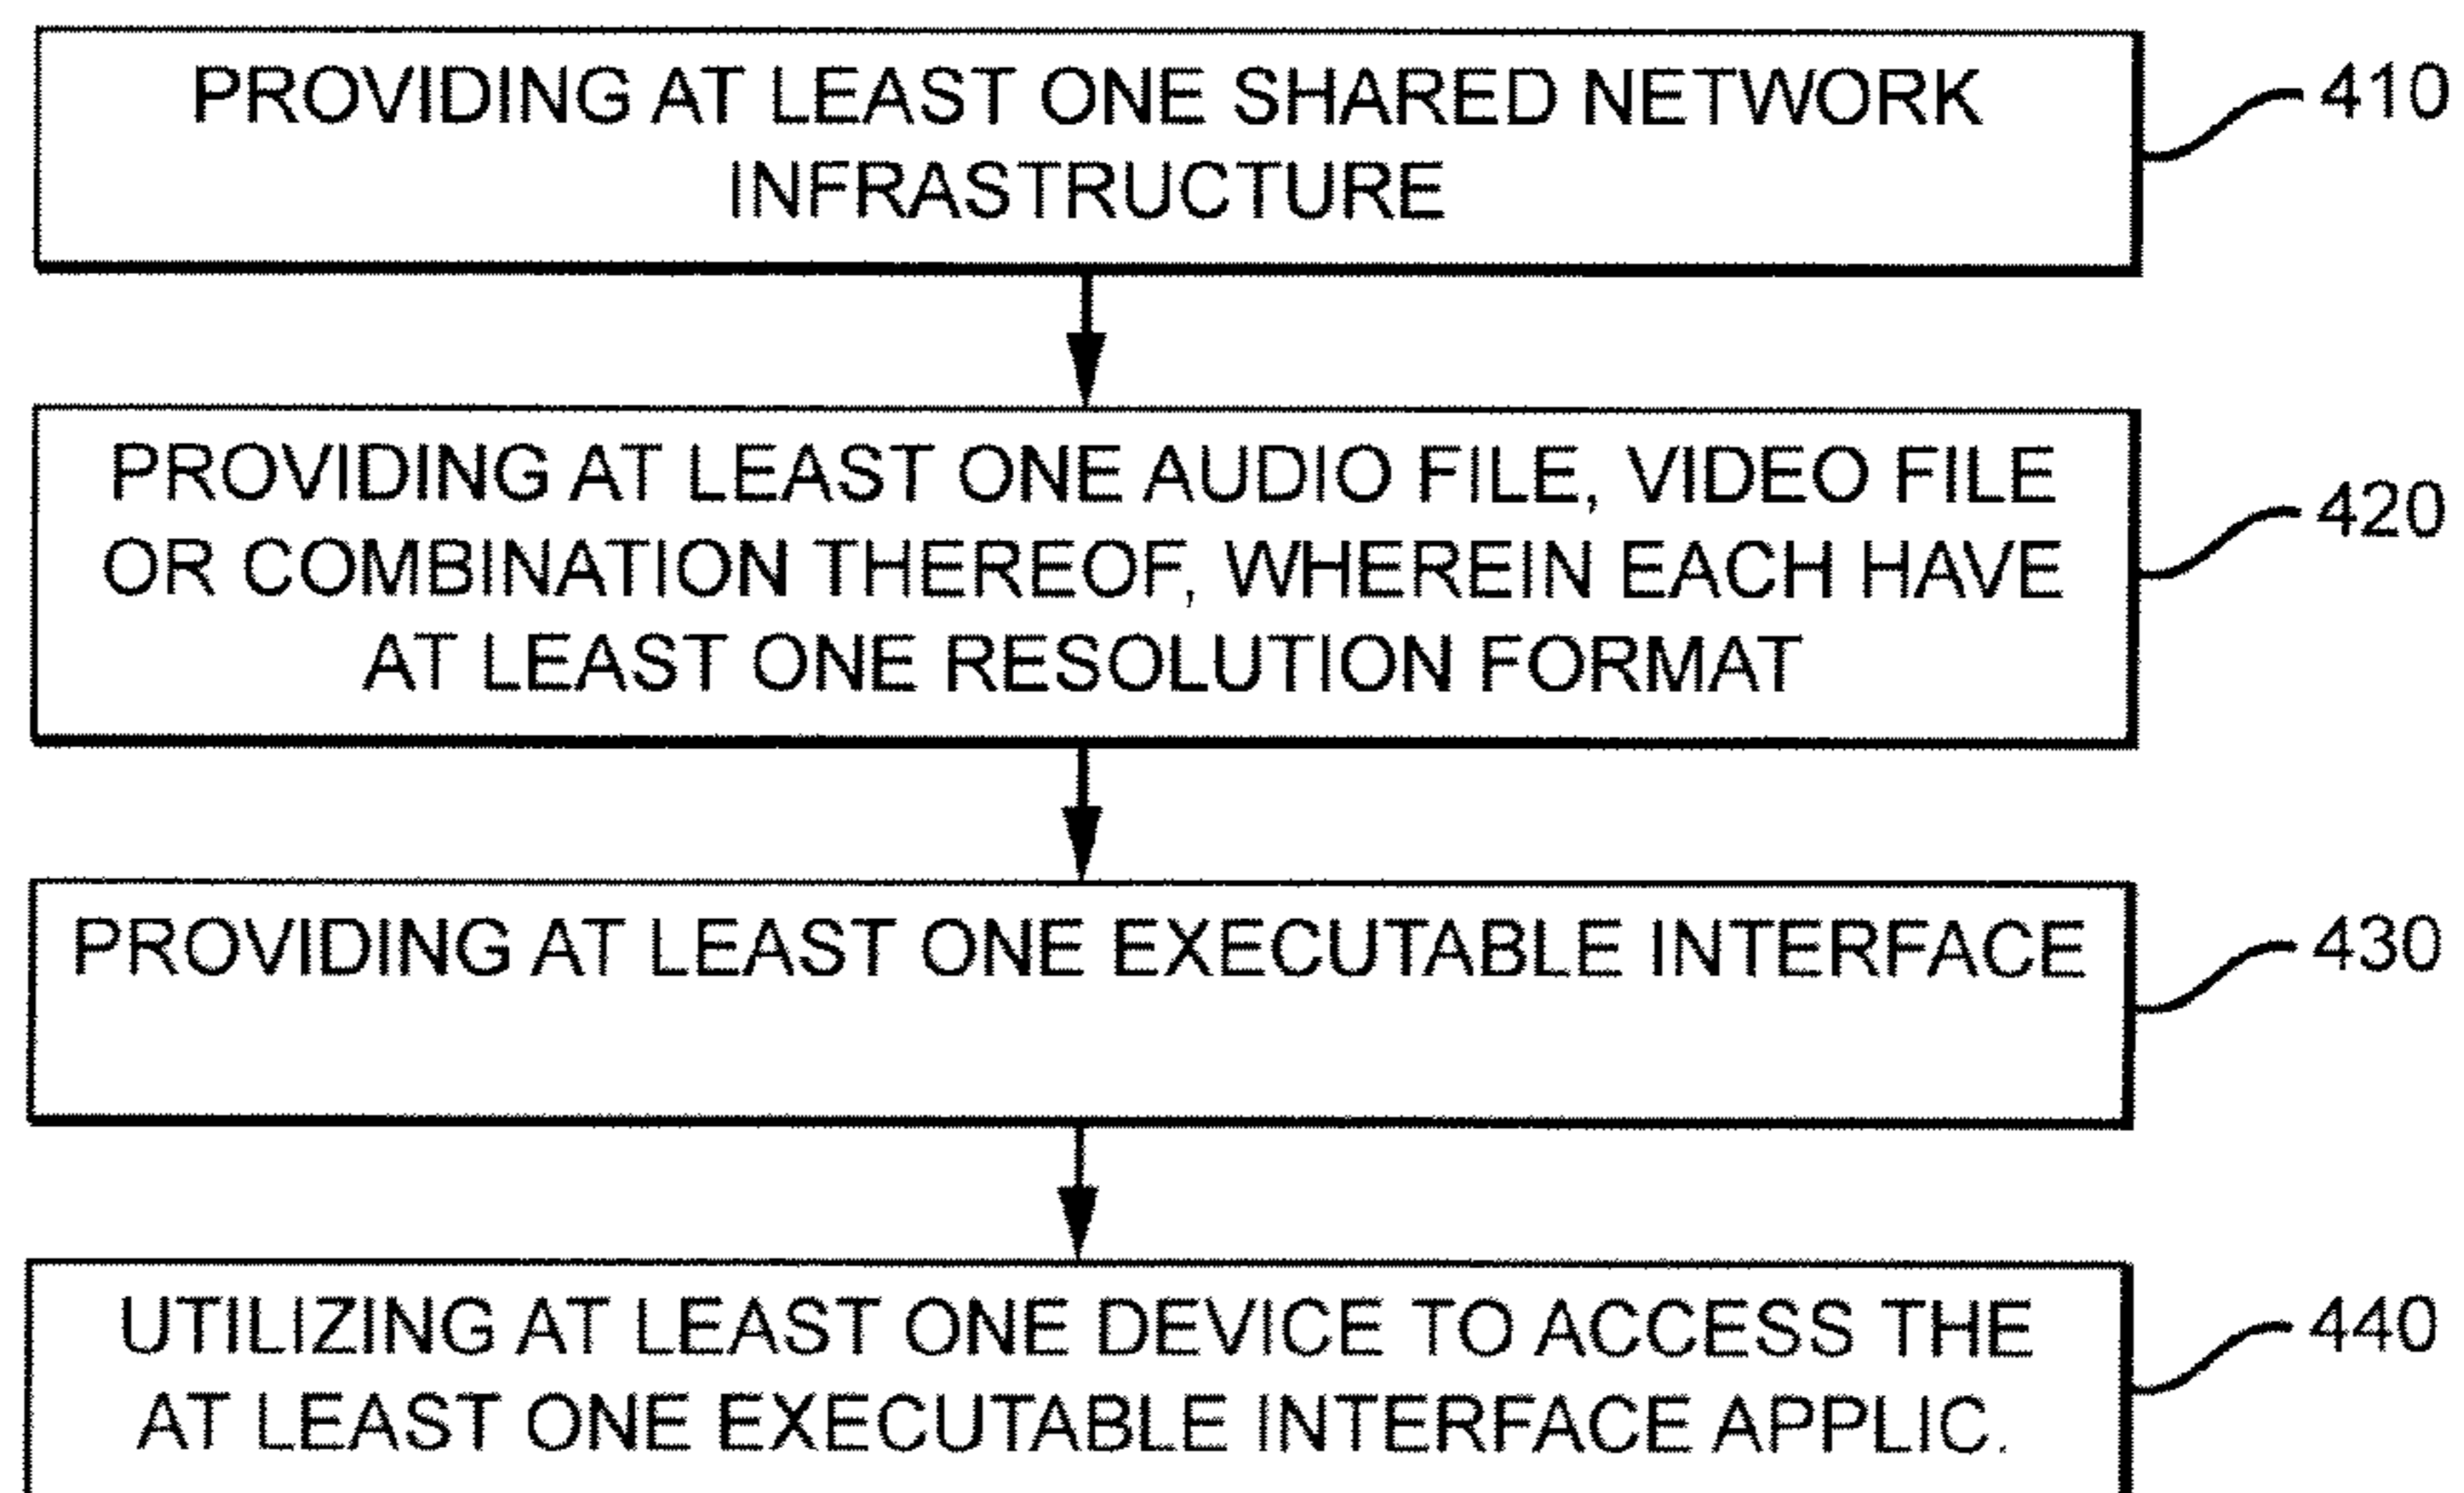 PROVIDING AT LEAST ONE SHARED NETWORK
INFRASTRUCTURE
410
PROVIDING AT LEAST ONE AUDIO FILE, VIDEO FILE
OR COMBINATION THEREOF, WHEREIN EACH HAVE
AT LEAST ONE RESOLUTION FORMAT
420
PROVIDING AT LEAST ONE EXECUTABLE INTERFACE
430
UTILIZING AT LEAST ONE DEVICE TO ACCESS THE
AT LEAST ONE EXECUTABLE INTERFACE APPLIC.
440